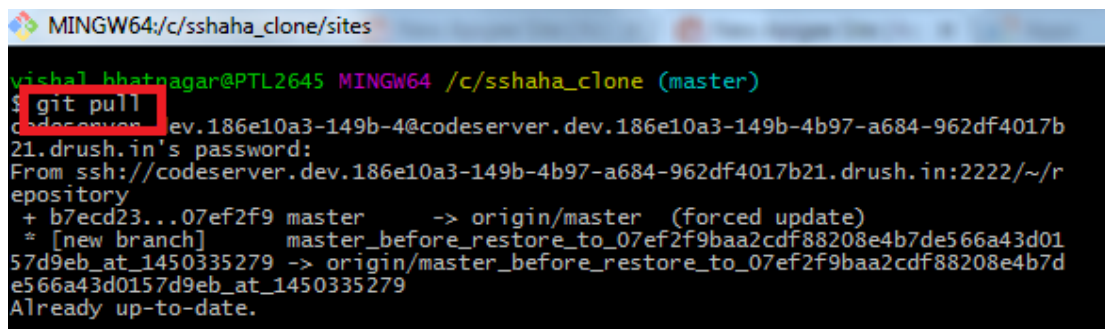 MINGW64:/c/sshaha_clone/sites
vishal bhatnagar@PTL2645 MINGW64 /c/sshaha_clone (master)
$ git pull
codeserver.dev.186e10a3-149b-4@codeserver.dev.186e10a3-149b-4b97-a684-962df4017b
21.drush.in's password:
From ssh://codeserver.dev.186e10a3-149b-4b97-a684-962df4017b21.drush.in:2222/~/r
epository
+ b7ecd23...07ef2f9 master -> origin/master (forced update)
* [new branch] master_before_restore_to_07ef2f9baa2cdf88208e4b7de566a43d01
57d9eb_at_1450335279 -> origin/master_before_restore_to_07ef2f9baa2cdf88208e4b7d
e566a43d0157d9eb_at_1450335279
Already up-to-date.